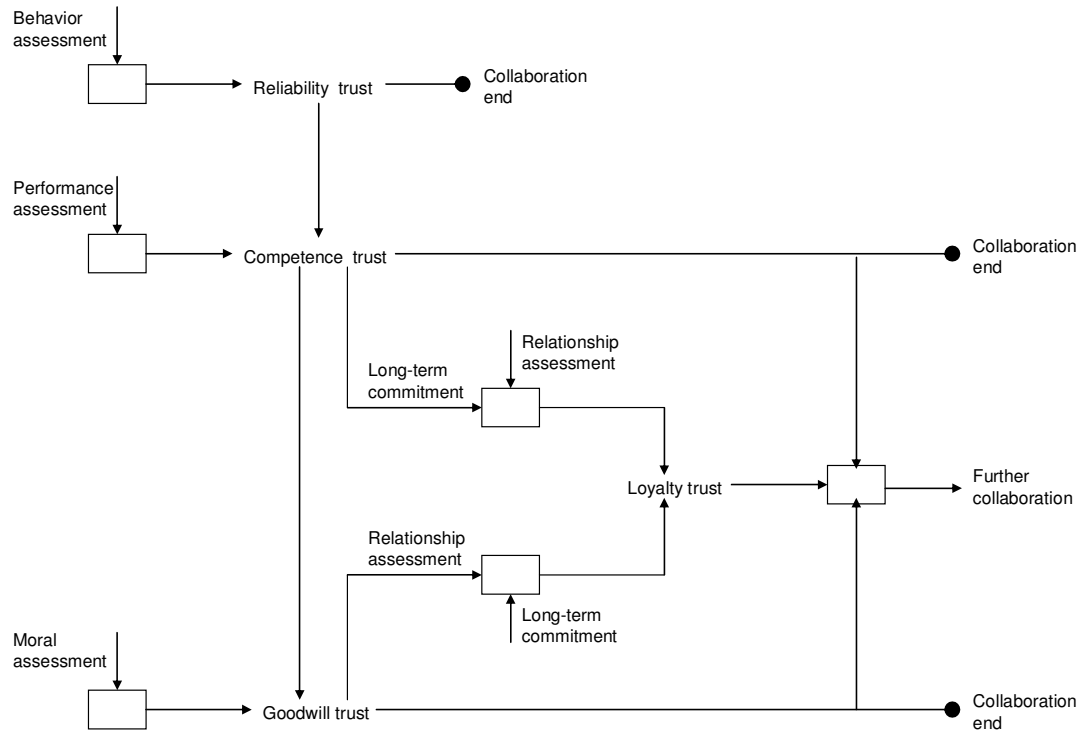 Behavior
assessment
Reliability trust
Collaboration
end
Performance
assessment
Competence trust
Collaboration
end
Relationship
assessment
Long-term
commitment
Loyalty trust
Further
collaboration
Relationship
assessment
Long-term
commitment
Moral
assessment
Goodwill trust
Collaboration
end